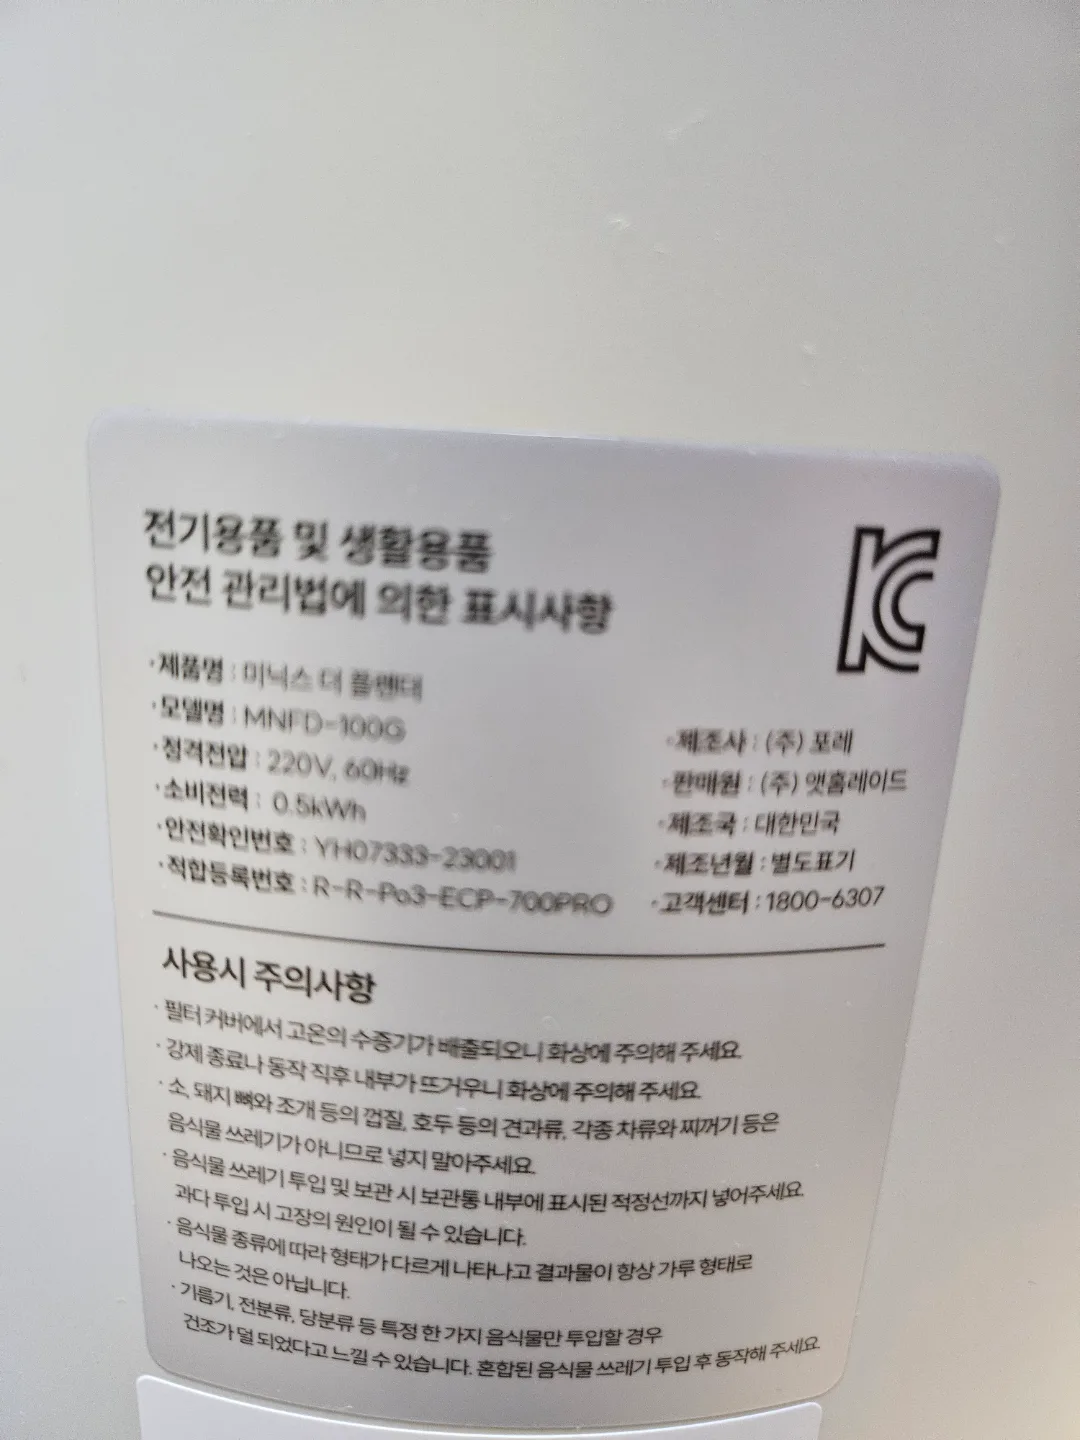 전기용품 및 생활용품
안전 관리법에 의한 표시사항
KC
·제품명 : 미닉스 더 플렌더
·모델명 : MNFD-100G
·정격전압 : 220V, 60Hz
·소비전력 : 0.5kWh
·안전확인번호 : YH07333-23001
·적합등록번호 : R-R-Po3-ECP-700PRO
·제조사 : (주) 포레
·판매원 : (주) 앳홈레이드
·제조국 : 대한민국
·제조년월 : 별도표기
·고객센터 : 1800-6307
사용시 주의사항
· 필터 커버에서 고온의 수증기가 배출되오니 화상에 주의해 주세요.
· 강제 종료나 동작 직후 내부가 뜨거우니 화상에 주의해 주세요.
· 소, 돼지 뼈와 조개 등의 껍질, 호두 등의 견과류, 각종 차류와 찌꺼기 등은
음식물 쓰레기가 아니므로 넣지 말아주세요.
· 음식물 쓰레기 투입 및 보관 시 보관통 내부에 표시된 적정선까지 넣어주세요.
과다 투입 시 고장의 원인이 될 수 있습니다.
· 음식물 종류에 따라 형태가 다르게 나타나고 결과물이 항상 가루 형태로
나오는 것은 아닙니다.
· 기름기, 전분류, 당분류 등 특정 한 가지 음식물만 투입할 경우
건조가 덜 되었다고 느낄 수 있습니다. 혼합된 음식물 쓰레기 투입 후 동작해 주세요.